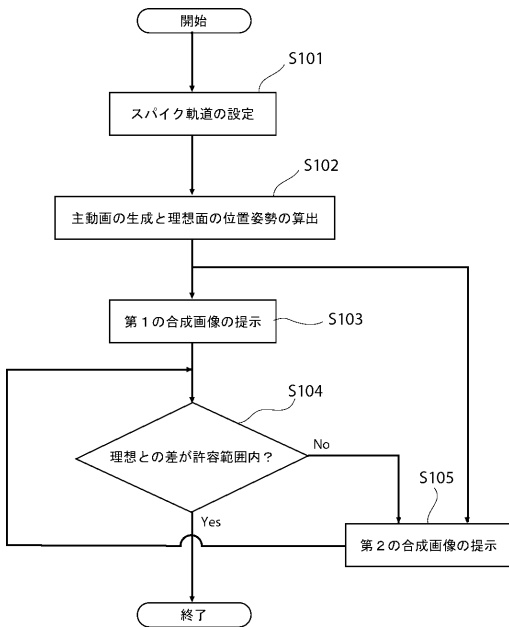 開始
S101
スパイク軌道の設定
S102
主動画の生成と理想面の位置姿勢の算出
第1の合成画像の提示
S103
S104
理想との差が許容範囲内?
No
S105
Yes
第2の合成画像の提示
終了